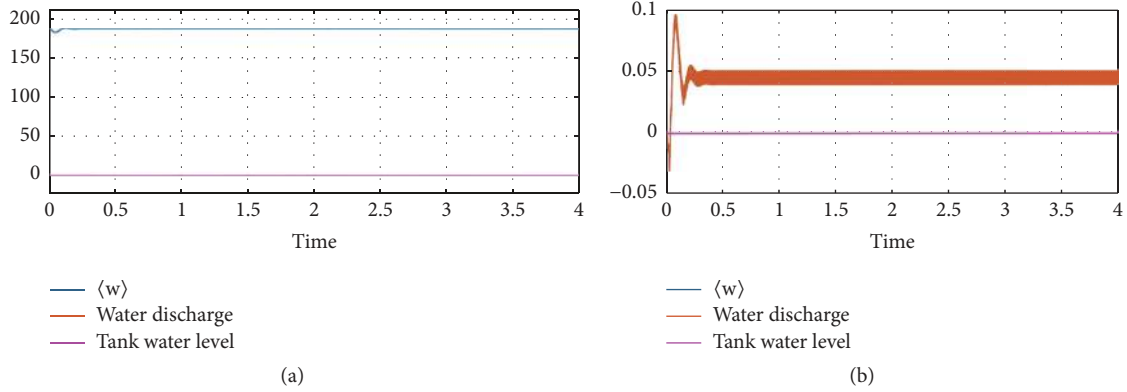 200
150
100
50
0
0 0.5 1 1.5 2 2.5 3 3.5 4
Time
⟨w⟩
Water discharge
Tank water level
(a)
0.1
0.05
0
−0.05
0 0.5 1 1.5 2 2.5 3 3.5 4
Time
⟨w⟩
Water discharge
Tank water level
(b)